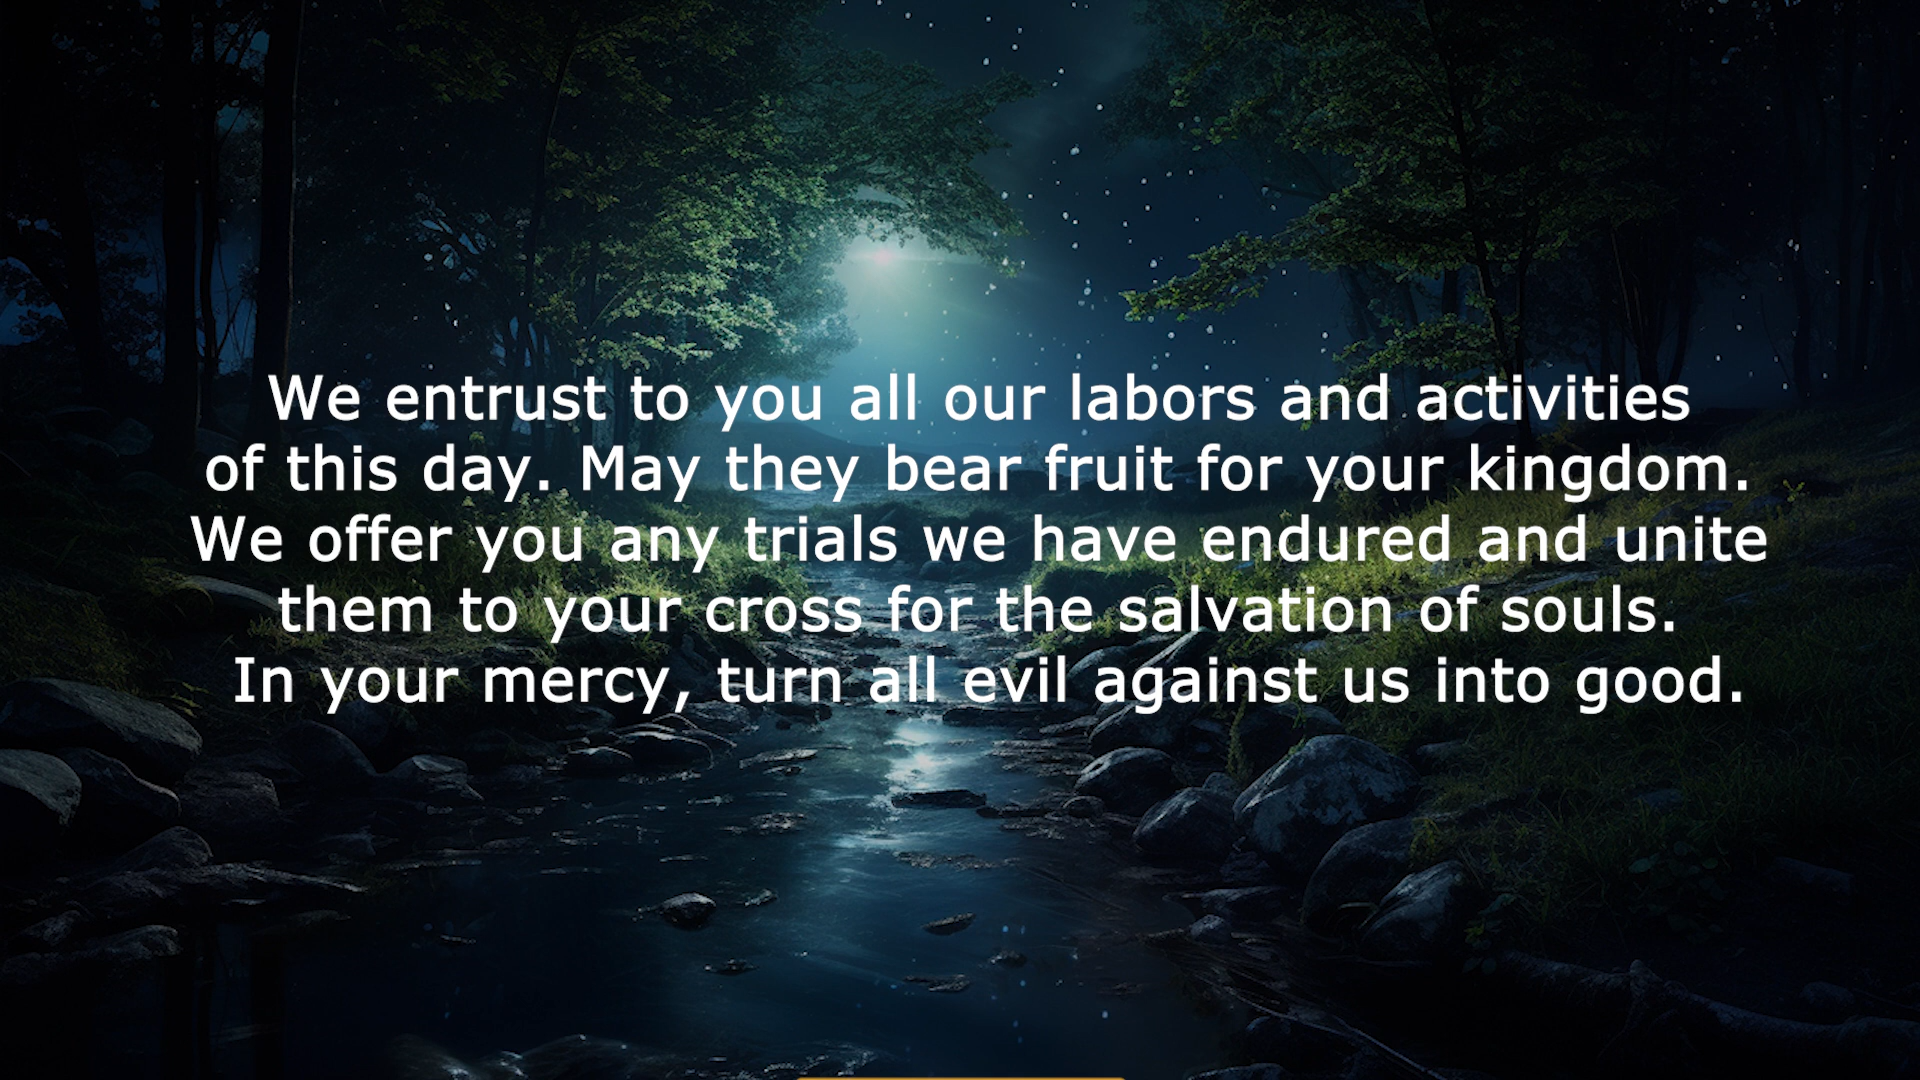 We entrust to you all our labors and activities
of this day. May they bear fruit for your kingdom.
We offer you any trials we have endured and unite
them to your cross for the salvation of souls.
In your mercy, turn all evil against us into good.